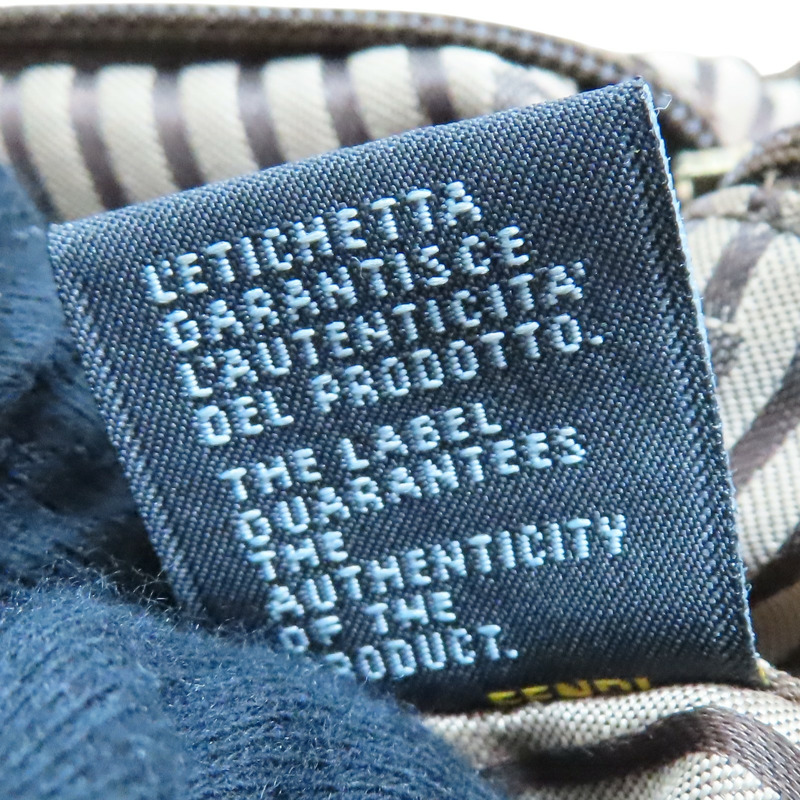 L'ETICHETTA
GARANTISCE
L'AUTENTICITA'
DEL PRODOTTO.
THE LABEL
GUARANTEES
THE
AUTHENTICITY
OF THE
PRODUCT.
FENDI